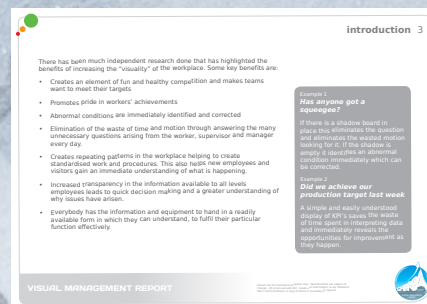 introduction 3
There has been much independent research done that has highlighted the
benefits of increasing the "visuality" of the workplace. Some key benefits are:
• Creates an element of fun and healthy competition and makes teams
want to meet their targets
• Promotes pride in workers' achievements
• Abnormal conditions are immediately identified and corrected
• Elimination of the waste of time and motion through answering the many
unnecessary questions arising from the worker, supervisor and manager
every day.
• Creates repeating patterns in the workplace helping to create
standardised work and procedures. This also helps new employees and
visitors gain an immediate understanding of what is happening.
• Increased transparency in the information available to all levels
employees leads to quick decision making and a greater understanding of
why issues have arisen.
• Everybody has the information and equipment to hand in a readily
available form in which they can understand, to fulfil their particular
function effectively.
Example 1
Has anyone got a
squeegee?
If there is a shadow board in
place this eliminates the question
and eliminates the wasted motion
looking for it. If the shadow is
empty it identifies an abnormal
condition immediately which can
be corrected.
Example 2
Did we achieve our
production target last week
A simple and easily understood
display of KPI's saves the waste
of time spent in interpreting data
and immediately reveals the
opportunities for improvement as
they happen.
VISUAL MANAGEMENT REPORT